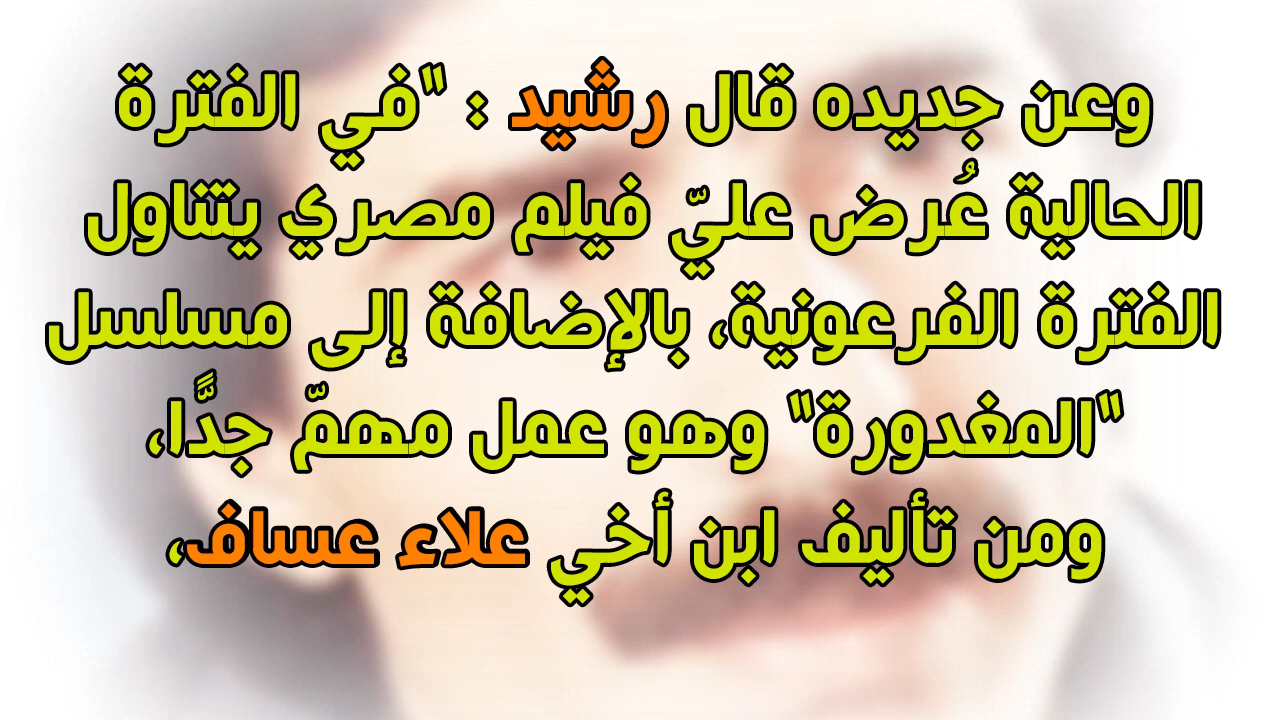 وعن جديده قال رشيد : "في الفترة
الحالية عُرض عليّ فيلم مصري يتناول
الفترة الفرعونية، بالإضافة إلى مسلسل
"المغدورة" وهو عمل مهمّ جدًّا،
ومن تأليف ابن أخي علاء عساف،